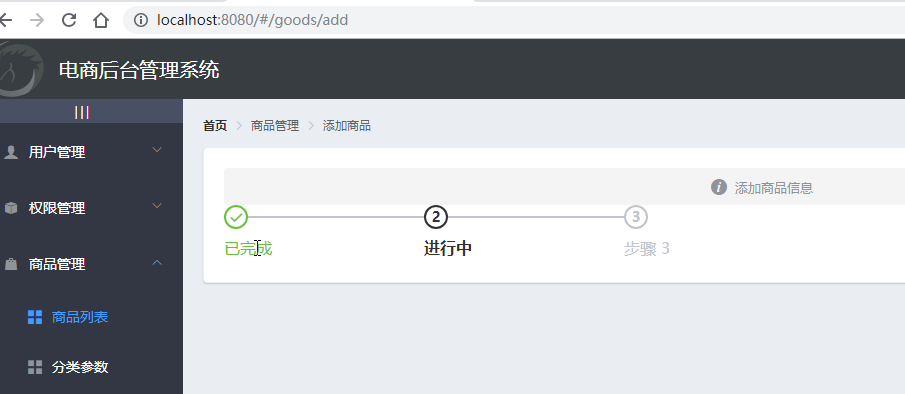 localhost:8080/#/goods/add
电商后台管理系统
|||
首页 > 商品管理 > 添加商品
用户管理
添加商品信息
权限管理
2
3
已完成
进行中
步骤 3
商品管理
商品列表
分类参数